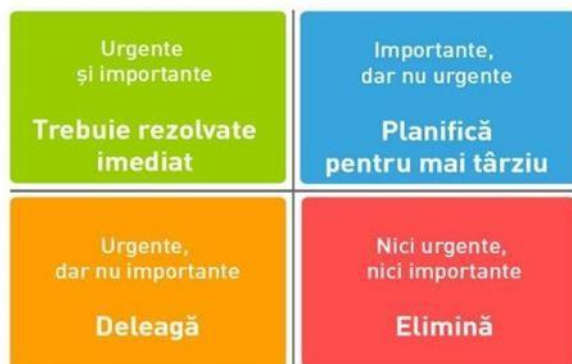 Urgente
și importante
Trebuie rezolvate
imediat
Importante,
dar nu urgente
Planifică
pentru mai târziu
Urgente,
dar nu importante
Deleagă
Nici urgente,
nici importante
Elimină